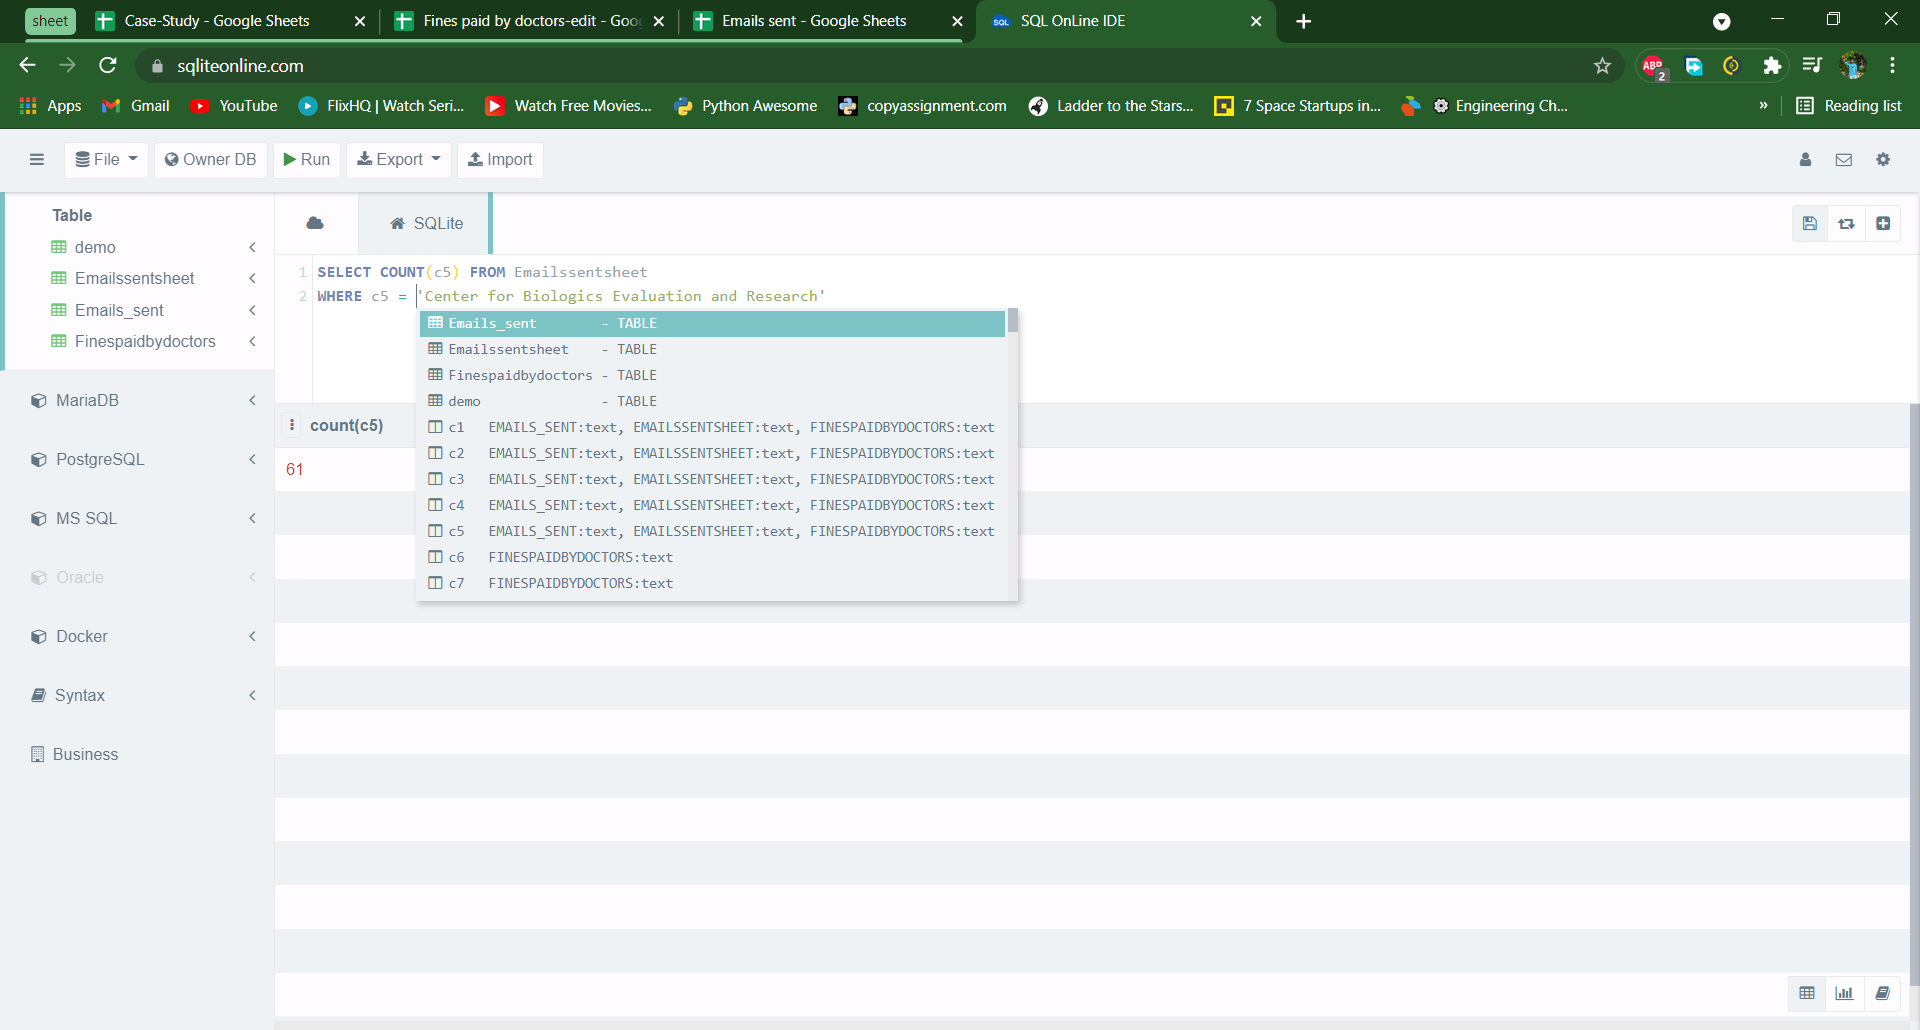 sheet
Case-Study - Google Sheets
Fines paid by doctors-edit - Goo
Emails sent - Google Sheets
SQL SQL OnLine IDE
sqliteonline.com
ABP 2
Apps Gmail YouTube FlixHQ | Watch Seri... Watch Free Movies... Python Awesome copyassignment.com Ladder to the Stars... 7 Space Startups in... Engineering Ch... » Reading list
File Owner DB Run Export Import
Table
demo
Emailssentsheet
Emails_sent
Finespaidbydoctors
MariaDB
PostgreSQL
MS SQL
Oracle
Docker
Syntax
Business
SQLite
1 SELECT COUNT(c5) FROM Emailssentsheet
2 WHERE c5 = 'Center for Biologics Evaluation and Research'
Emails_sent - TABLE
Emailssentsheet - TABLE
Finespaidbydoctors - TABLE
demo - TABLE
c1 EMAILS_SENT:text, EMAILSSENTSHEET:text, FINESPAIDBYDOCTORS:text
c2 EMAILS_SENT:text, EMAILSSENTSHEET:text, FINESPAIDBYDOCTORS:text
c3 EMAILS_SENT:text, EMAILSSENTSHEET:text, FINESPAIDBYDOCTORS:text
c4 EMAILS_SENT:text, EMAILSSENTSHEET:text, FINESPAIDBYDOCTORS:text
c5 EMAILS_SENT:text, EMAILSSENTSHEET:text, FINESPAIDBYDOCTORS:text
c6 FINESPAIDBYDOCTORS:text
c7 FINESPAIDBYDOCTORS:text
count(c5)
61